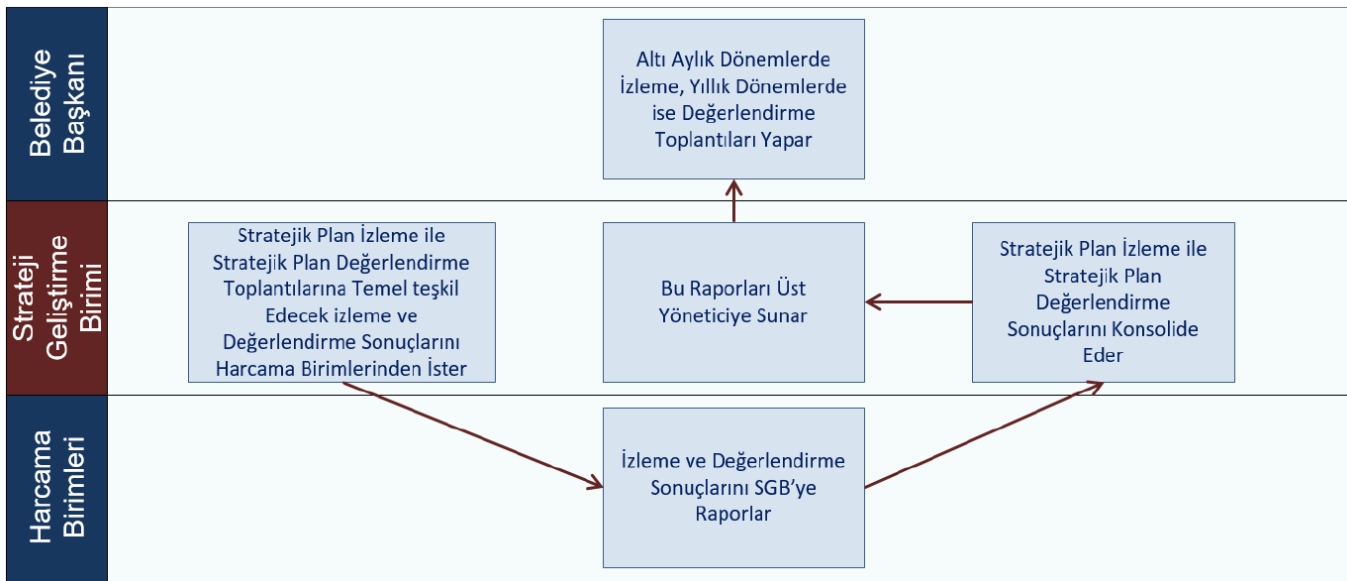 Belediye
Başkanı
Altı Aylık Dönemlerde
İzleme, Yıllık Dönemlerde
ise Değerlendirme
Toplantıları Yapar
Strateji
Geliştirme
Birimi
Stratejik Plan İzleme ile
Stratejik Plan Değerlendirme
Toplantılarına Temel teşkil
Edecek izleme ve
Değerlendirme Sonuçlarını
Harcama Birimlerinden İster
Bu Raporları Üst
Yöneticiye Sunar
Stratejik Plan İzleme ile
Stratejik Plan
Değerlendirme
Sonuçlarını Konsolide
Eder
Harcama
Birimleri
İzleme ve Değerlendirme
Sonuçlarını SGB’ye
Raporlar